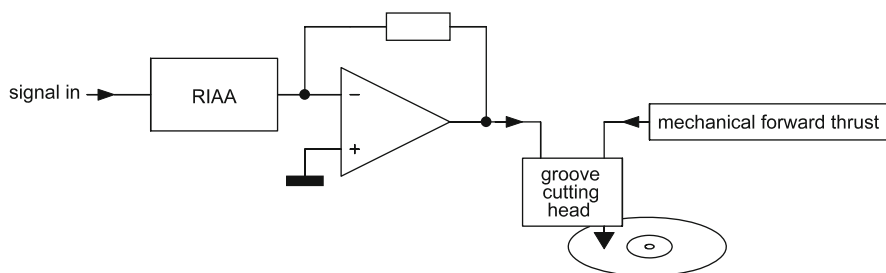 signal in
RIAA
−
+
mechanical forward thrust
groove
cutting
head